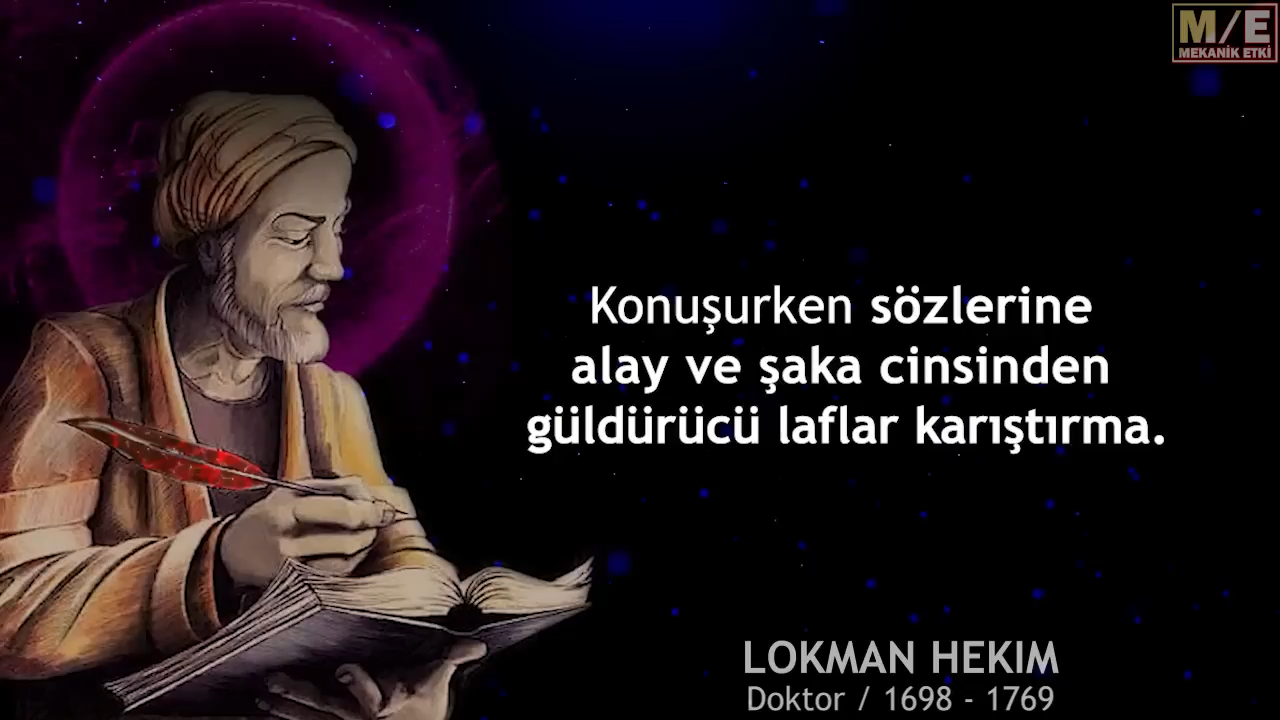 M/E
MEKANİK ETKİ
Konuşurken sözlerine
alay ve şaka cinsinden
güldürücü laflar karıştırma.
LOKMAN HEKIM
Doktor / 1698 - 1769